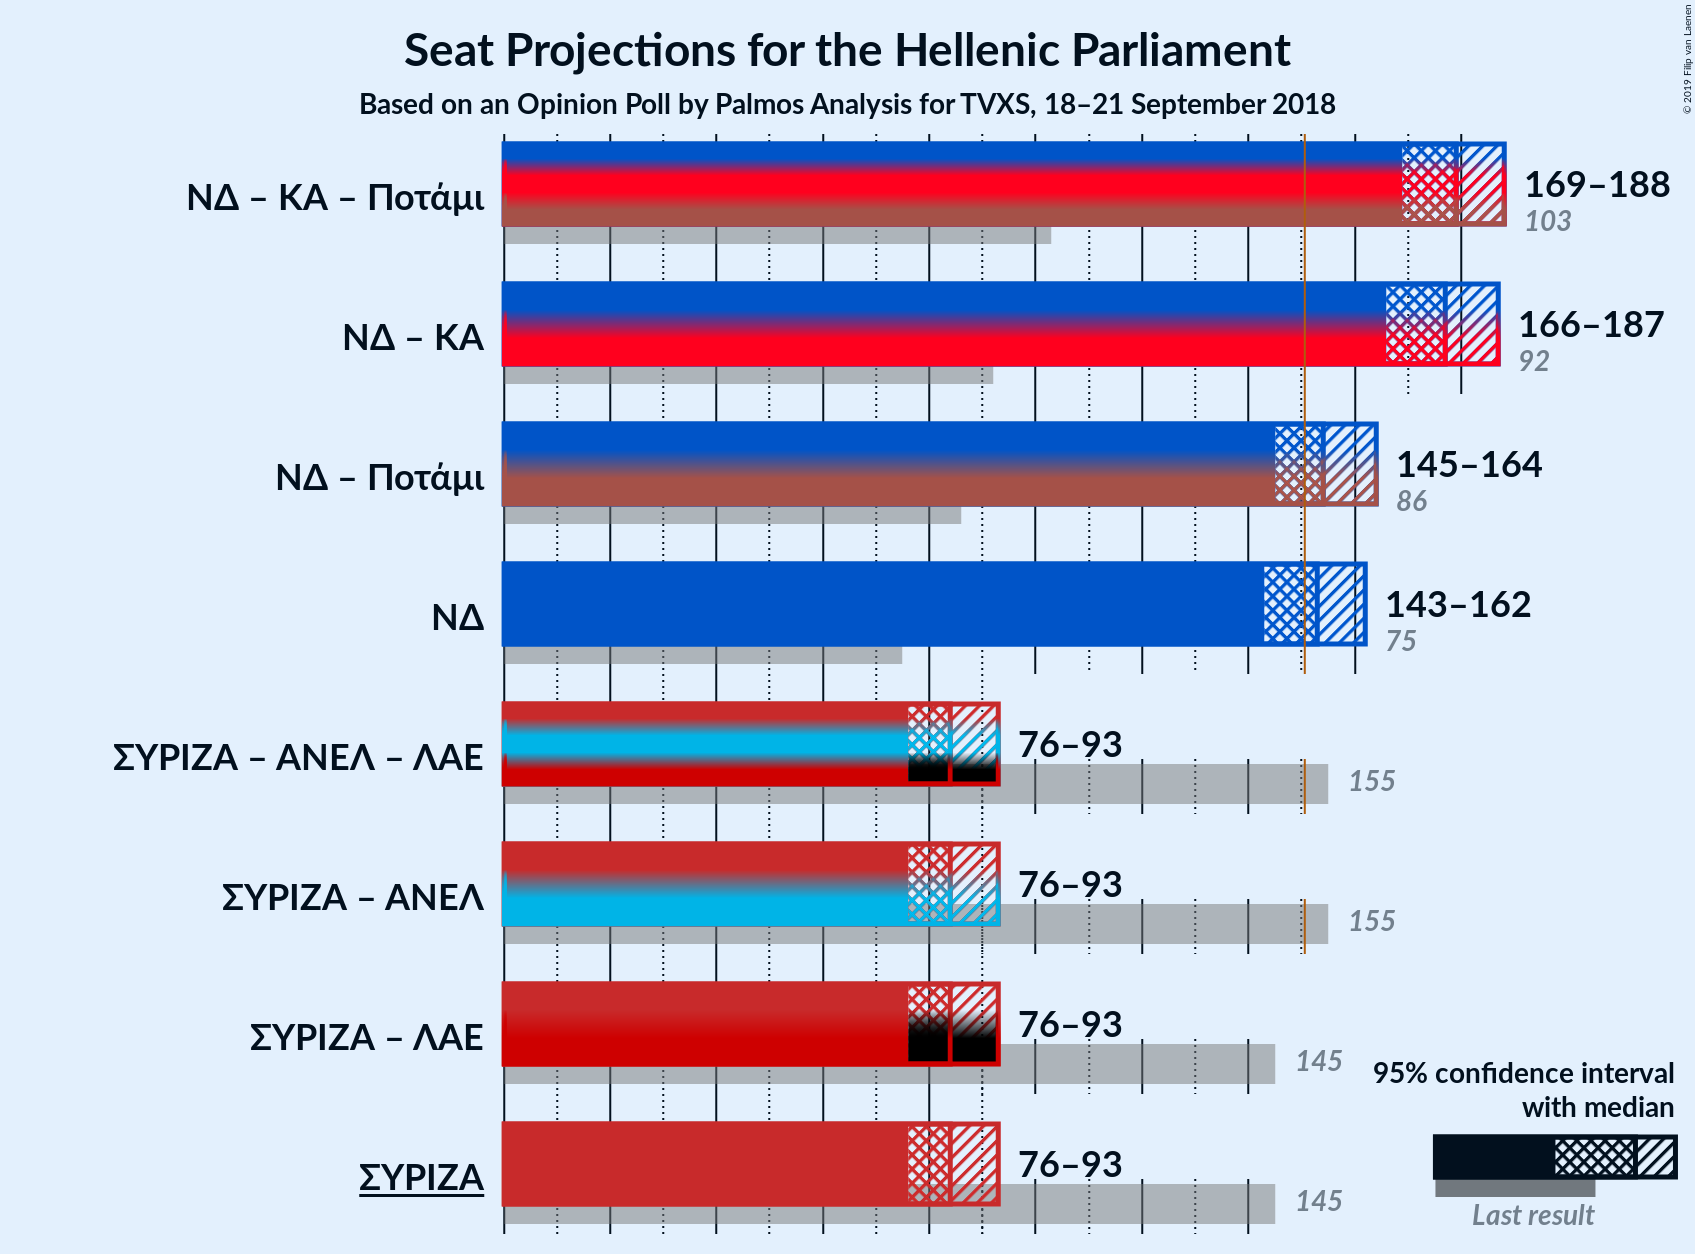 Seat Projections for the Hellenic Parliament
Based on an Opinion Poll by Palmos Analysis for TVXS, 18–21 September 2018
© 2019 Filip van Laenen
ΝΔ – ΚΑ – Ποτάμι
169–188
103
ΝΔ – ΚΑ
166–187
92
ΝΔ – Ποτάμι
145–164
86
ΝΔ
143–162
75
ΣΥΡΙΖΑ – ΑΝΕΛ – ΛΑΕ
76–93
155
ΣΥΡΙΖΑ – ΑΝΕΛ
76–93
155
ΣΥΡΙΖΑ – ΛΑΕ
76–93
145
ΣΥΡΙΖΑ
76–93
145
95% confidence interval
with median
Last result